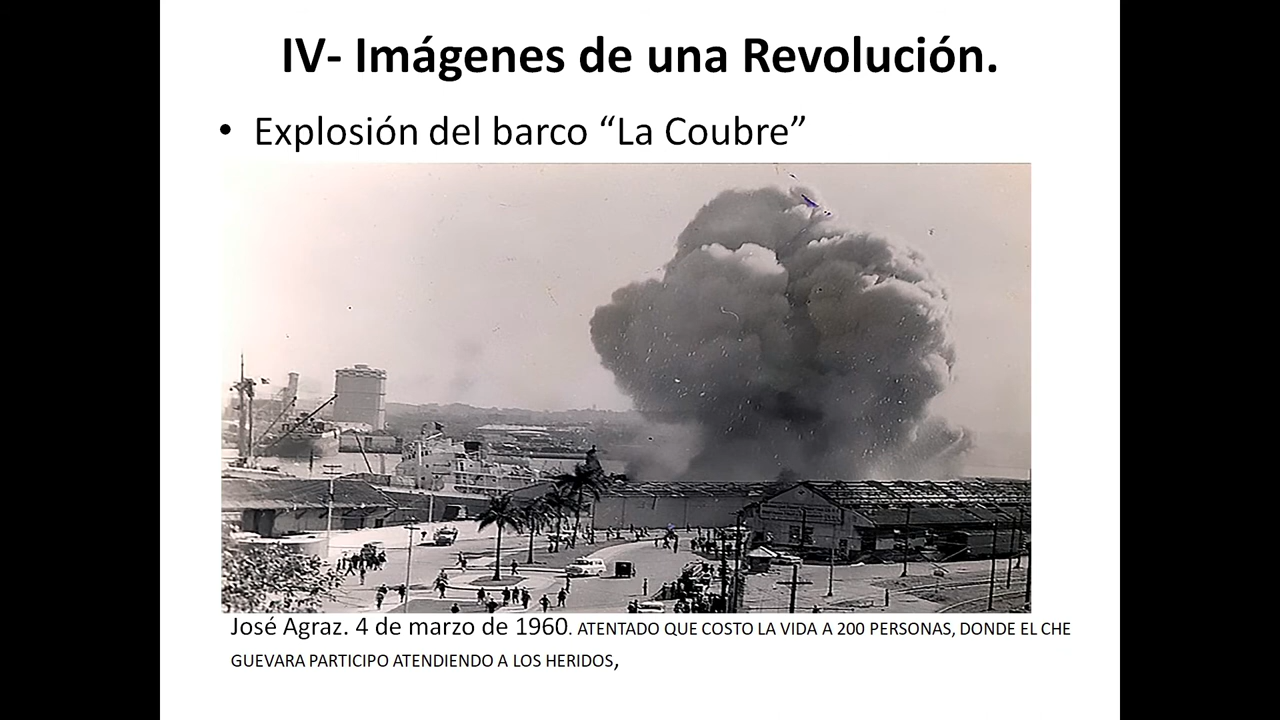 IV- Imágenes de una Revolución.
• Explosión del barco “La Coubre”
José Agraz. 4 de marzo de 1960. ATENTADO QUE COSTO LA VIDA A 200 PERSONAS, DONDE EL CHE
GUEVARA PARTICIPO ATENDIENDO A LOS HERIDOS,